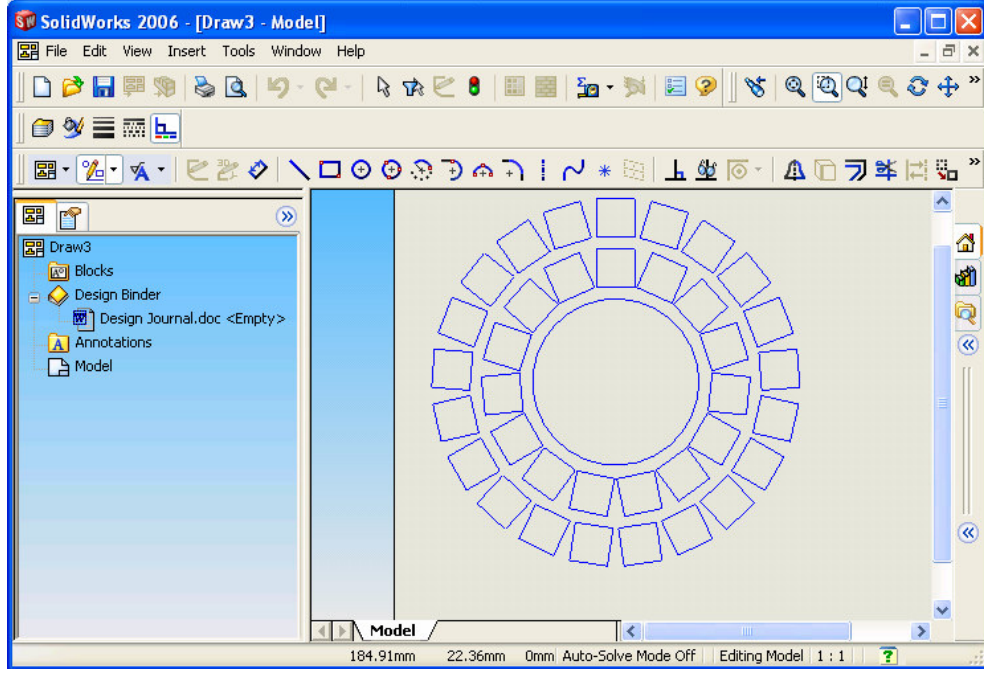 SolidWorks 2006 - [Draw3 - Model]
File Edit View Insert Tools Window Help
Draw3
Blocks
Design Binder
Design Journal.doc <Empty>
A Annotations
Model
Model
184.91mm 22.36mm 0mm Auto-Solve Mode Off Editing Model 1 : 1 ?